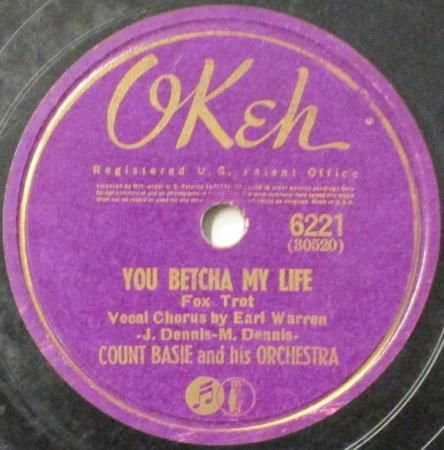 OKeh
Registered U.S. Patent Office
6221
(30520)
YOU BETCHA MY LIFE
Fox Trot
Vocal Chorus by Earl Warren
-J. Dennis-M. Dennis-
COUNT BASIE and his ORCHESTRA